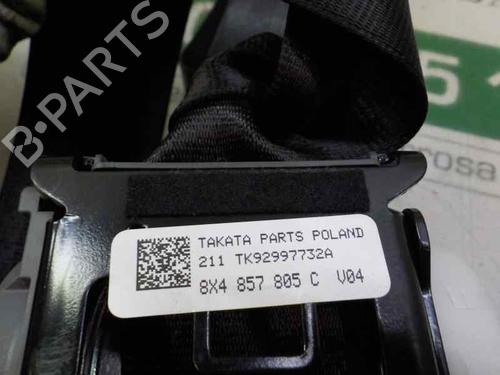 B-PARTS
5
rosa
TAKATA PARTS POLAND
211 TK92997732A
8X4 857 805 C V04